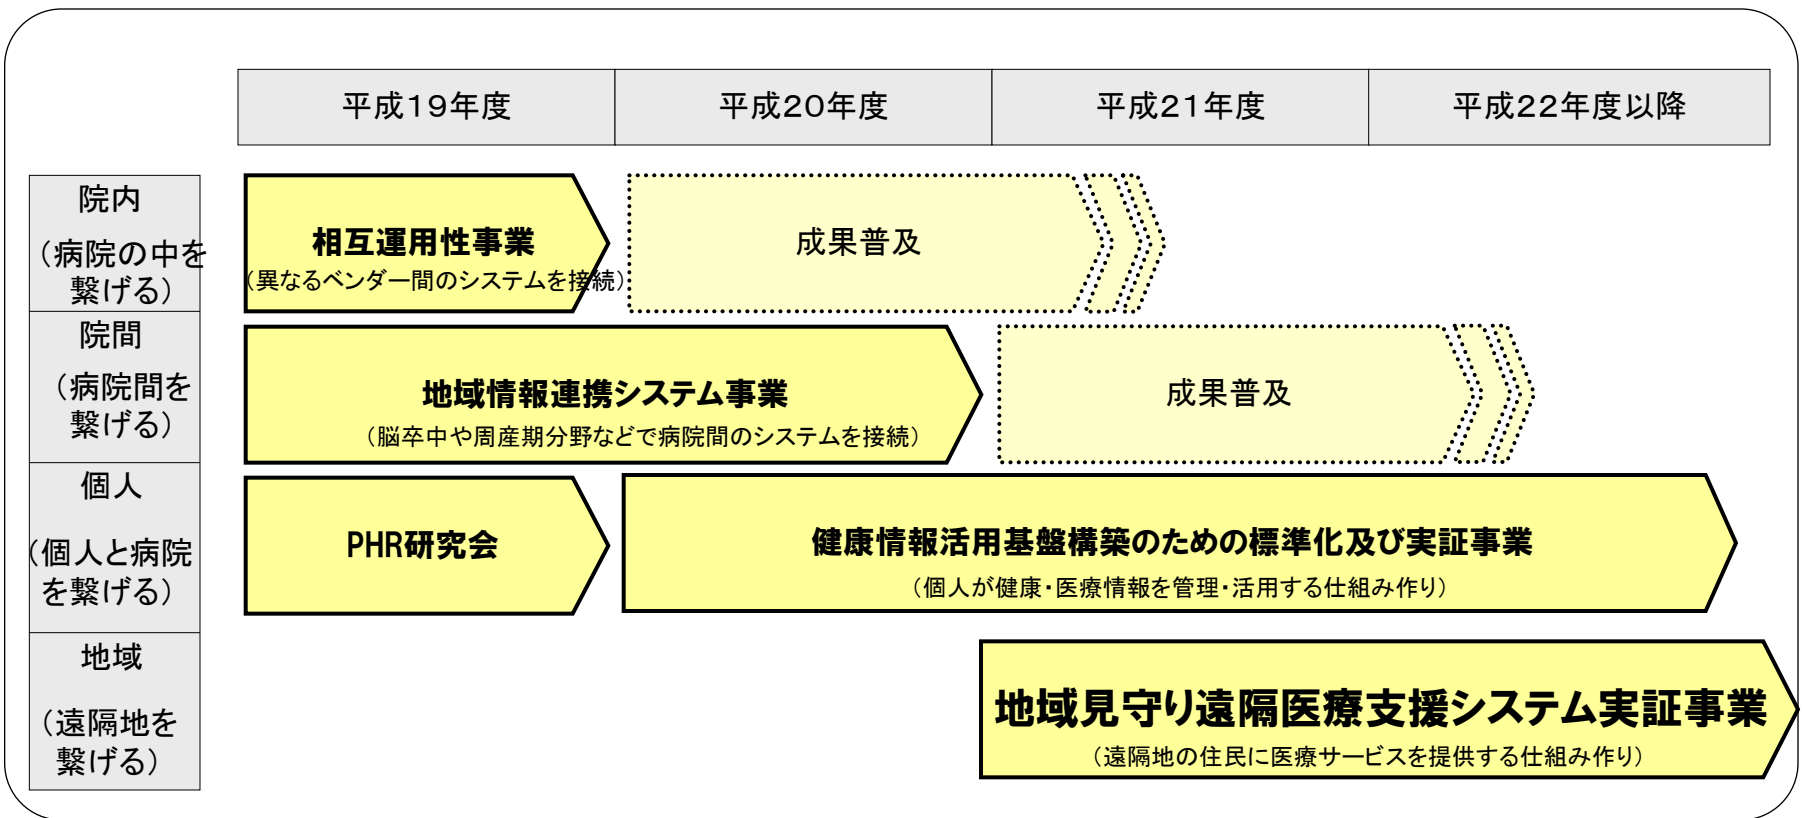 平成19年度
平成20年度
平成21年度
平成22年度以降
院内
（病院の中を
繋げる）
相互運用性事業
（異なるベンダー間のシステムを接続）
成果普及
院間
（病院間を
繋げる）
地域情報連携システム事業
（脳卒中や周産期分野などで病院間のシステムを接続）
成果普及
個人
（個人と病院
を繋げる）
PHR研究会
健康情報活用基盤構築のための標準化及び実証事業
（個人が健康・医療情報を管理・活用する仕組み作り）
地域
（遠隔地を
繋げる）
地域見守り遠隔医療支援システム実証事業
（遠隔地の住民に医療サービスを提供する仕組み作り）